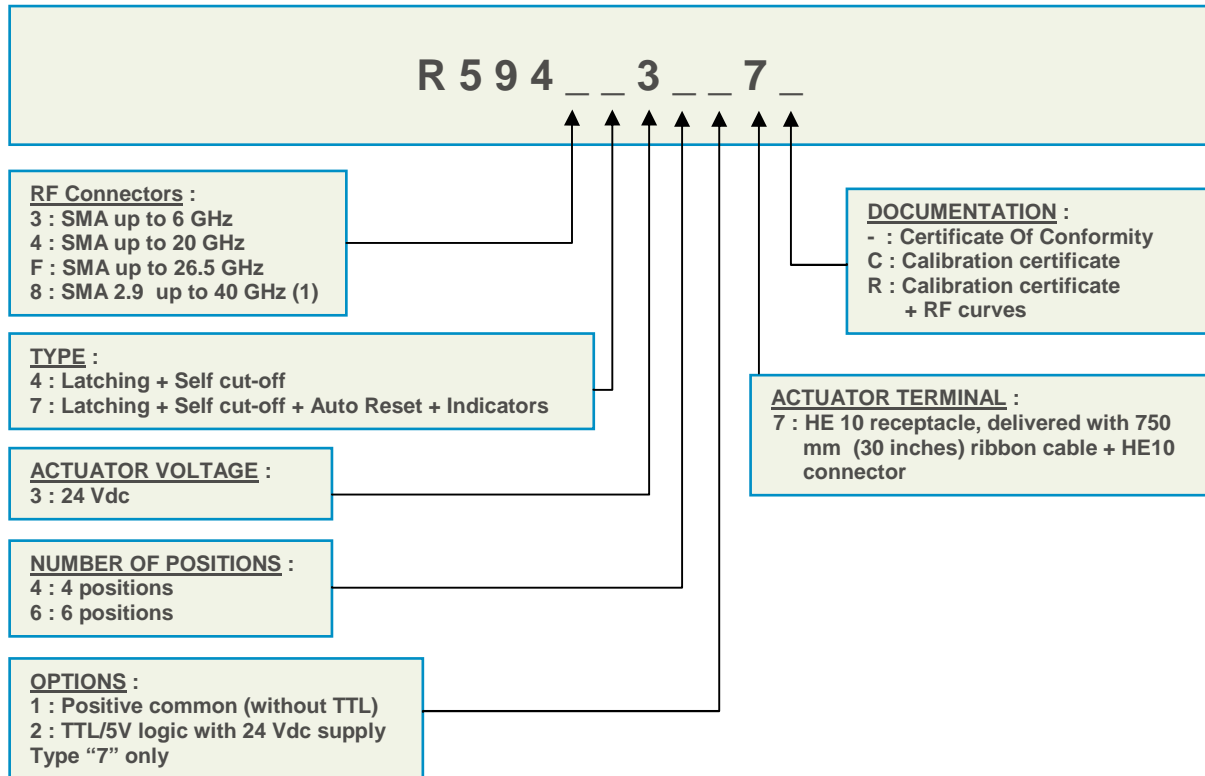 R 5 9 4 _ _ 3 _ _ 7 _
RF Connectors :
3 : SMA up to 6 GHz
4 : SMA up to 20 GHz
F : SMA up to 26.5 GHz
8 : SMA 2.9 up to 40 GHz (1)
TYPE :
4 : Latching + Self cut-off
7 : Latching + Self cut-off + Auto Reset + Indicators
ACTUATOR VOLTAGE :
3 : 24 Vdc
NUMBER OF POSITIONS :
4 : 4 positions
6 : 6 positions
OPTIONS :
1 : Positive common (without TTL)
2 : TTL/5V logic with 24 Vdc supply
Type “7” only
DOCUMENTATION :
- : Certificate Of Conformity
C : Calibration certificate
R : Calibration certificate
+ RF curves
ACTUATOR TERMINAL :
7 : HE 10 receptacle, delivered with 750
mm (30 inches) ribbon cable + HE10
connector